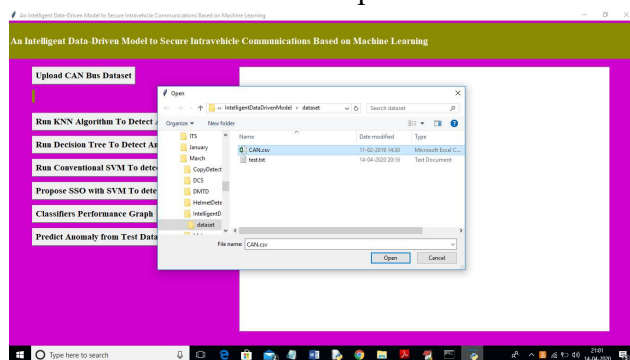 An Intelligent Data-Driven Model to Secure Intravehicle Communications Based on Machine Learning
An Intelligent Data-Driven Model to Secure Intravehicle Communications Based on Machine Learning
Upload CAN Bus Dataset
Run KNN Algorithm To Detect
Run Decision Tree To Detect An
Run Conventional SVM To dete
Propose SSO with SVM To dete
Classifiers Performance Graph
Predict Anomaly from Test Data
Open
« IntelligentDataDrivenModel › dataset
Search dataset
Organize
New folder
ITS
January
March
CopyDetect
DCS
DMTD
HelmetDete
IntelligentD
dataset
Name
Date modified
Type
CAN.csv
11-02-2019 14:30
Microsoft Excel C...
test.txt
14-04-2020 20:16
Text Document
File name:
CAN.csv
Open
Cancel
Type here to search
21:01
14-04-2020